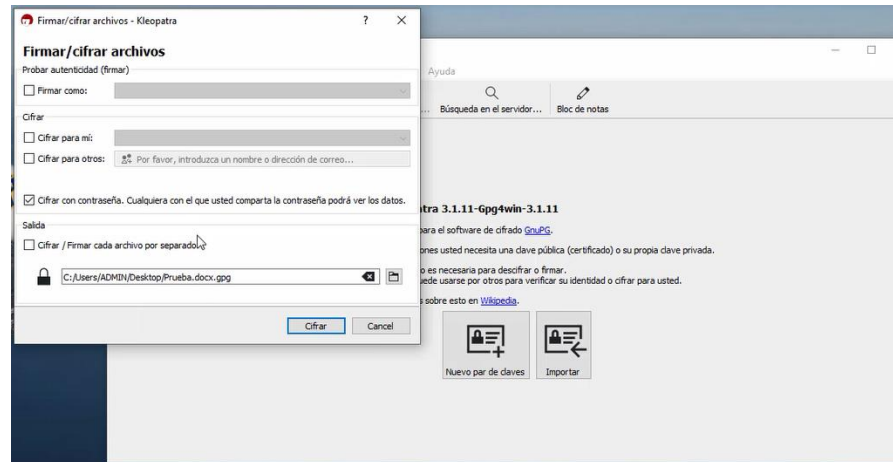 Firmar/cifrar archivos - Kleopatra
Firmar/cifrar archivos
Probar autenticidad (firmar)
Firmar como:
Cifrar
Cifrar para mí:
Cifrar para otros:
Por favor, introduzca un nombre o dirección de correo...
Cifrar con contraseña. Cualquiera con el que usted comparta la contraseña podrá ver los datos.
Salida
Cifrar / Firmar cada archivo por separado.
C:/Users/ADMIN/Desktop/Prueba.docx.gpg
Cifrar
Cancel
Ayuda
... Búsqueda en el servidor...
Bloc de notas
tra 3.1.11-Gpg4win-3.1.11
para el software de cifrado GnuPG.
ones usted necesita una clave pública (certificado) o su propia clave privada.
o es necesaria para descifrar o firmar.
uede usarse por otros para verificar su identidad o cifrar para usted.
s sobre esto en Wikipedia.
Nuevo par de claves
Importar